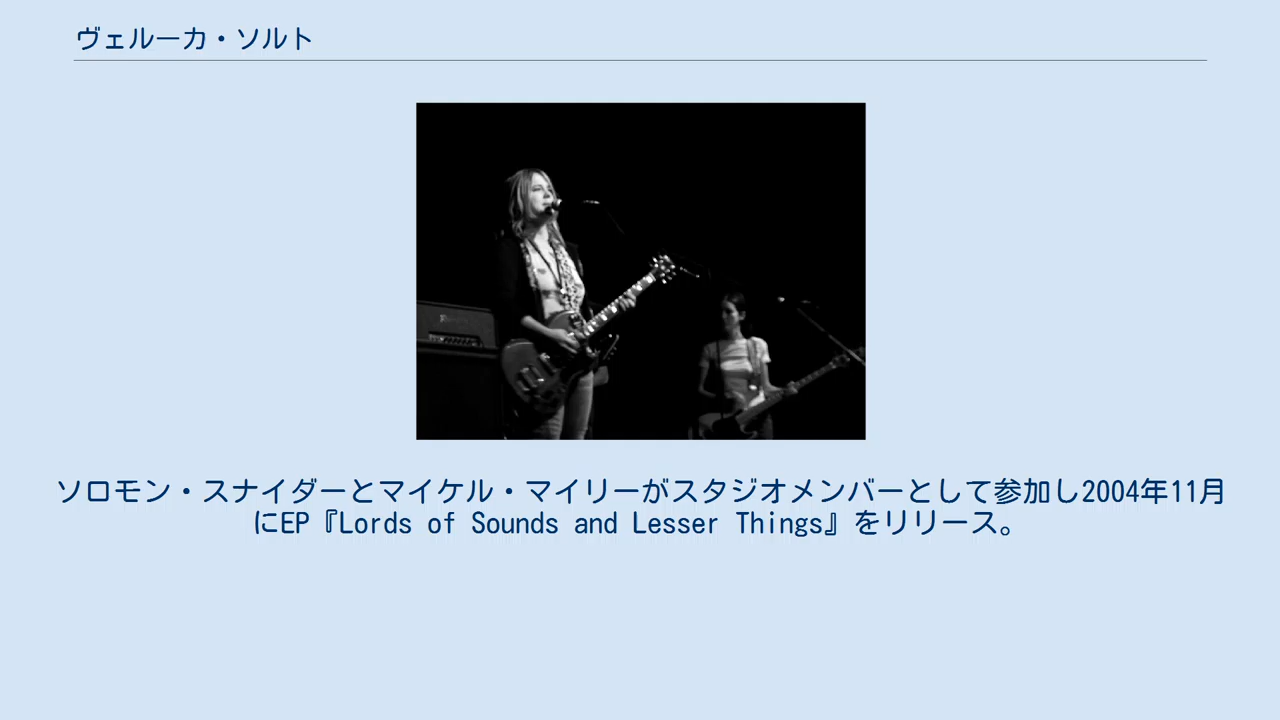 ヴェルーカ・ソルト
ソロモン・スナイダーとマイケル・マイリーがスタジオメンバーとして参加し2004年11月
にEP『Lords of Sounds and Lesser Things』をリリース。